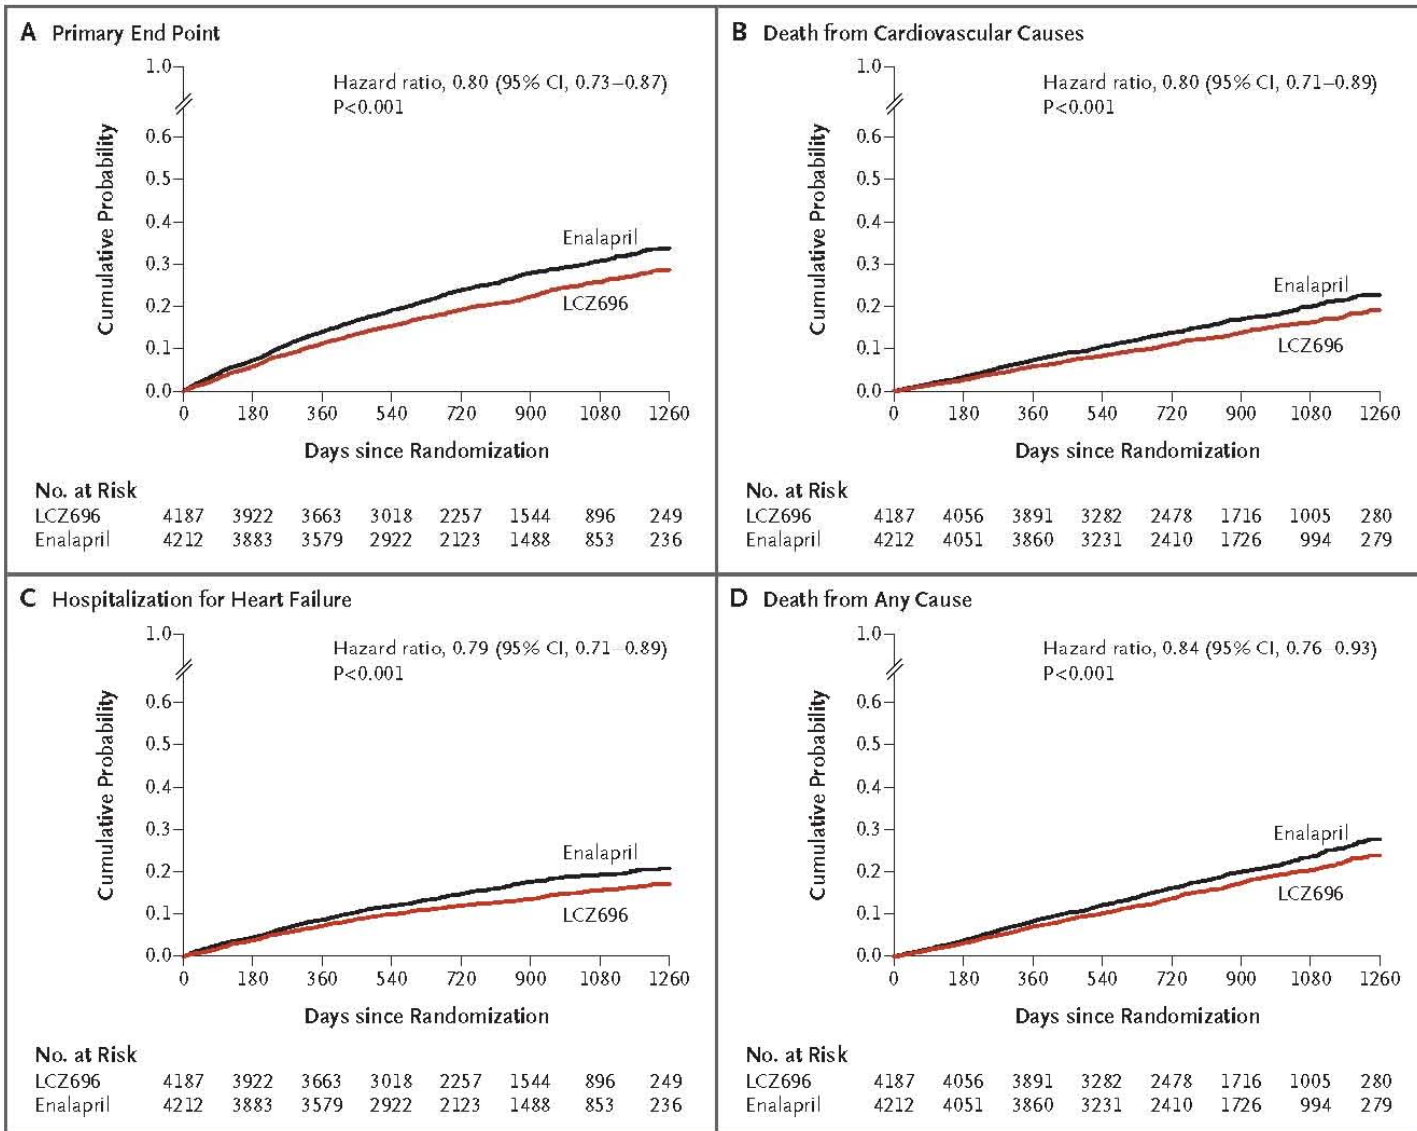 A Primary End Point
1.0
Hazard ratio, 0.80 (95% CI, 0.73–0.87)
P<0.001
0.6
0.5
0.4
0.3
0.2
0.1
0.0
Cumulative Probability
Enalapril
LCZ696
0 180 360 540 720 900 1080 1260
Days since Randomization
No. at Risk
LCZ696 4187 3922 3663 3018 2257 1544 896 249
Enalapril 4212 3883 3579 2922 2123 1488 853 236
B Death from Cardiovascular Causes
1.0
Hazard ratio, 0.80 (95% CI, 0.71–0.89)
P<0.001
0.6
0.5
0.4
0.3
0.2
0.1
0.0
Cumulative Probability
Enalapril
LCZ696
0 180 360 540 720 900 1080 1260
Days since Randomization
No. at Risk
LCZ696 4187 4056 3891 3282 2478 1716 1005 280
Enalapril 4212 4051 3860 3231 2410 1726 994 279
C Hospitalization for Heart Failure
1.0
Hazard ratio, 0.79 (95% CI, 0.71–0.89)
P<0.001
0.6
0.5
0.4
0.3
0.2
0.1
0.0
Cumulative Probability
Enalapril
LCZ696
0 180 360 540 720 900 1080 1260
Days since Randomization
No. at Risk
LCZ696 4187 3922 3663 3018 2257 1544 896 249
Enalapril 4212 3883 3579 2922 2123 1488 853 236
D Death from Any Cause
1.0
Hazard ratio, 0.84 (95% CI, 0.76–0.93)
P<0.001
0.6
0.5
0.4
0.3
0.2
0.1
0.0
Cumulative Probability
Enalapril
LCZ696
0 180 360 540 720 900 1080 1260
Days since Randomization
No. at Risk
LCZ696 4187 4056 3891 3282 2478 1716 1005 280
Enalapril 4212 4051 3860 3231 2410 1726 994 279